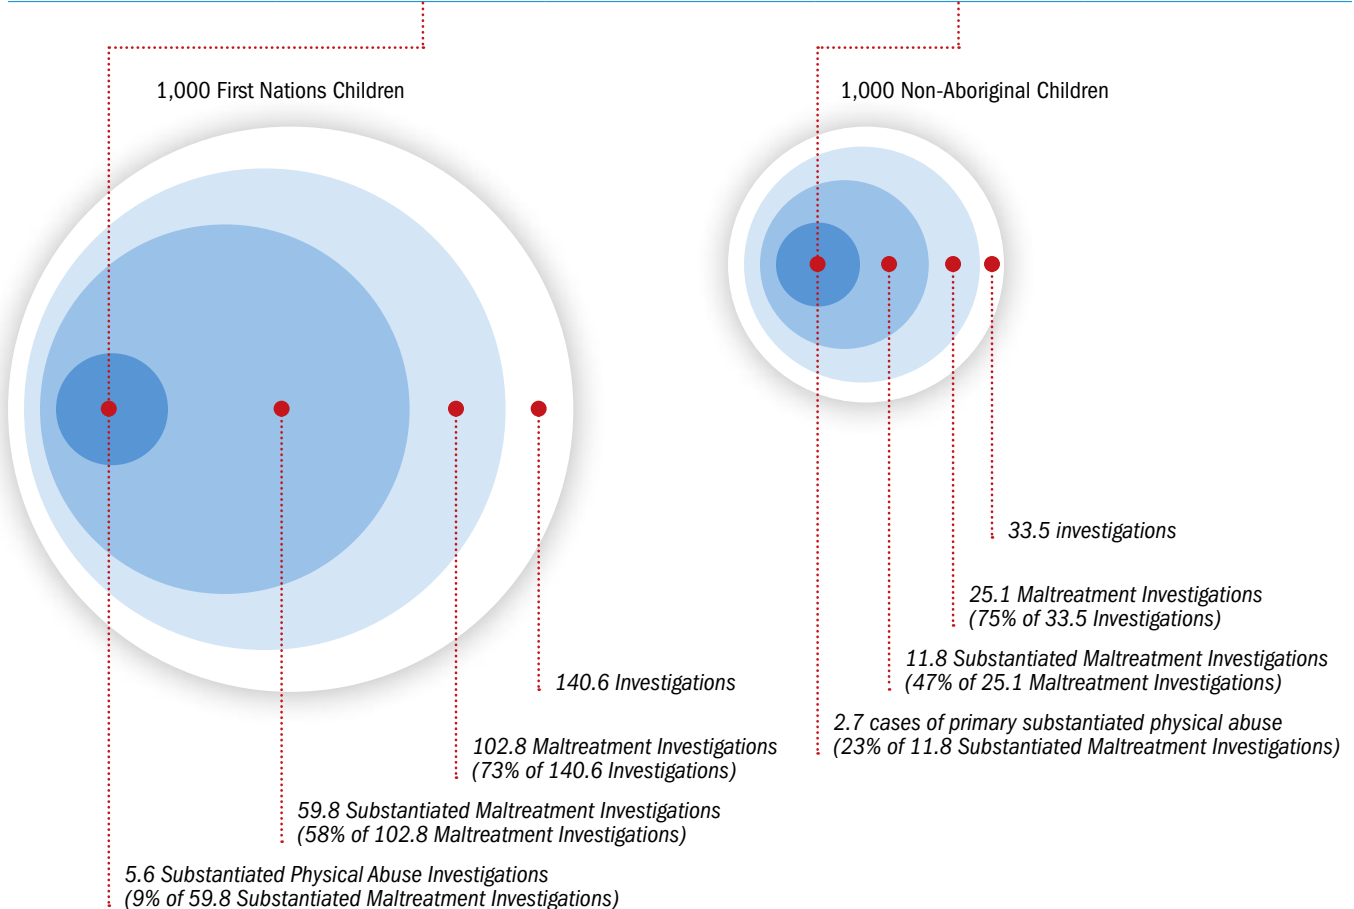 1,000 First Nations Children
140.6 Investigations
102.8 Maltreatment Investigations
(73% of 140.6 Investigations)
59.8 Substantiated Maltreatment Investigations
(58% of 102.8 Maltreatment Investigations)
5.6 Substantiated Physical Abuse Investigations
(9% of 59.8 Substantiated Maltreatment Investigations)
1,000 Non-Aboriginal Children
33.5 investigations
25.1 Maltreatment Investigations
(75% of 33.5 Investigations)
11.8 Substantiated Maltreatment Investigations
(47% of 25.1 Maltreatment Investigations)
2.7 cases of primary substantiated physical abuse
(23% of 11.8 Substantiated Maltreatment Investigations)